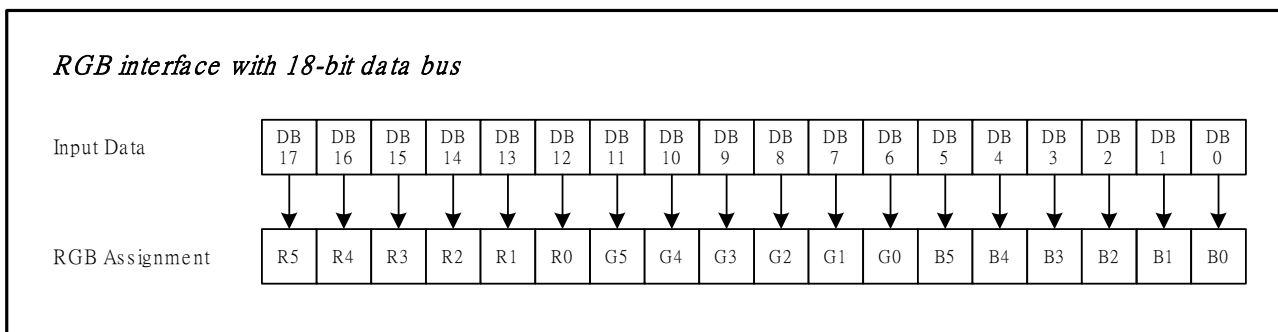 RGB interface with 18-bit data bus
Input Data DB 17 DB 16 DB 15 DB 14 DB 13 DB 12 DB 11 DB 10 DB 9 DB 8 DB 7 DB 6 DB 5 DB 4 DB 3 DB 2 DB 1 DB 0
RGB Assignment R5 R4 R3 R2 R1 R0 G5 G4 G3 G2 G1 G0 B5 B4 B3 B2 B1 B0